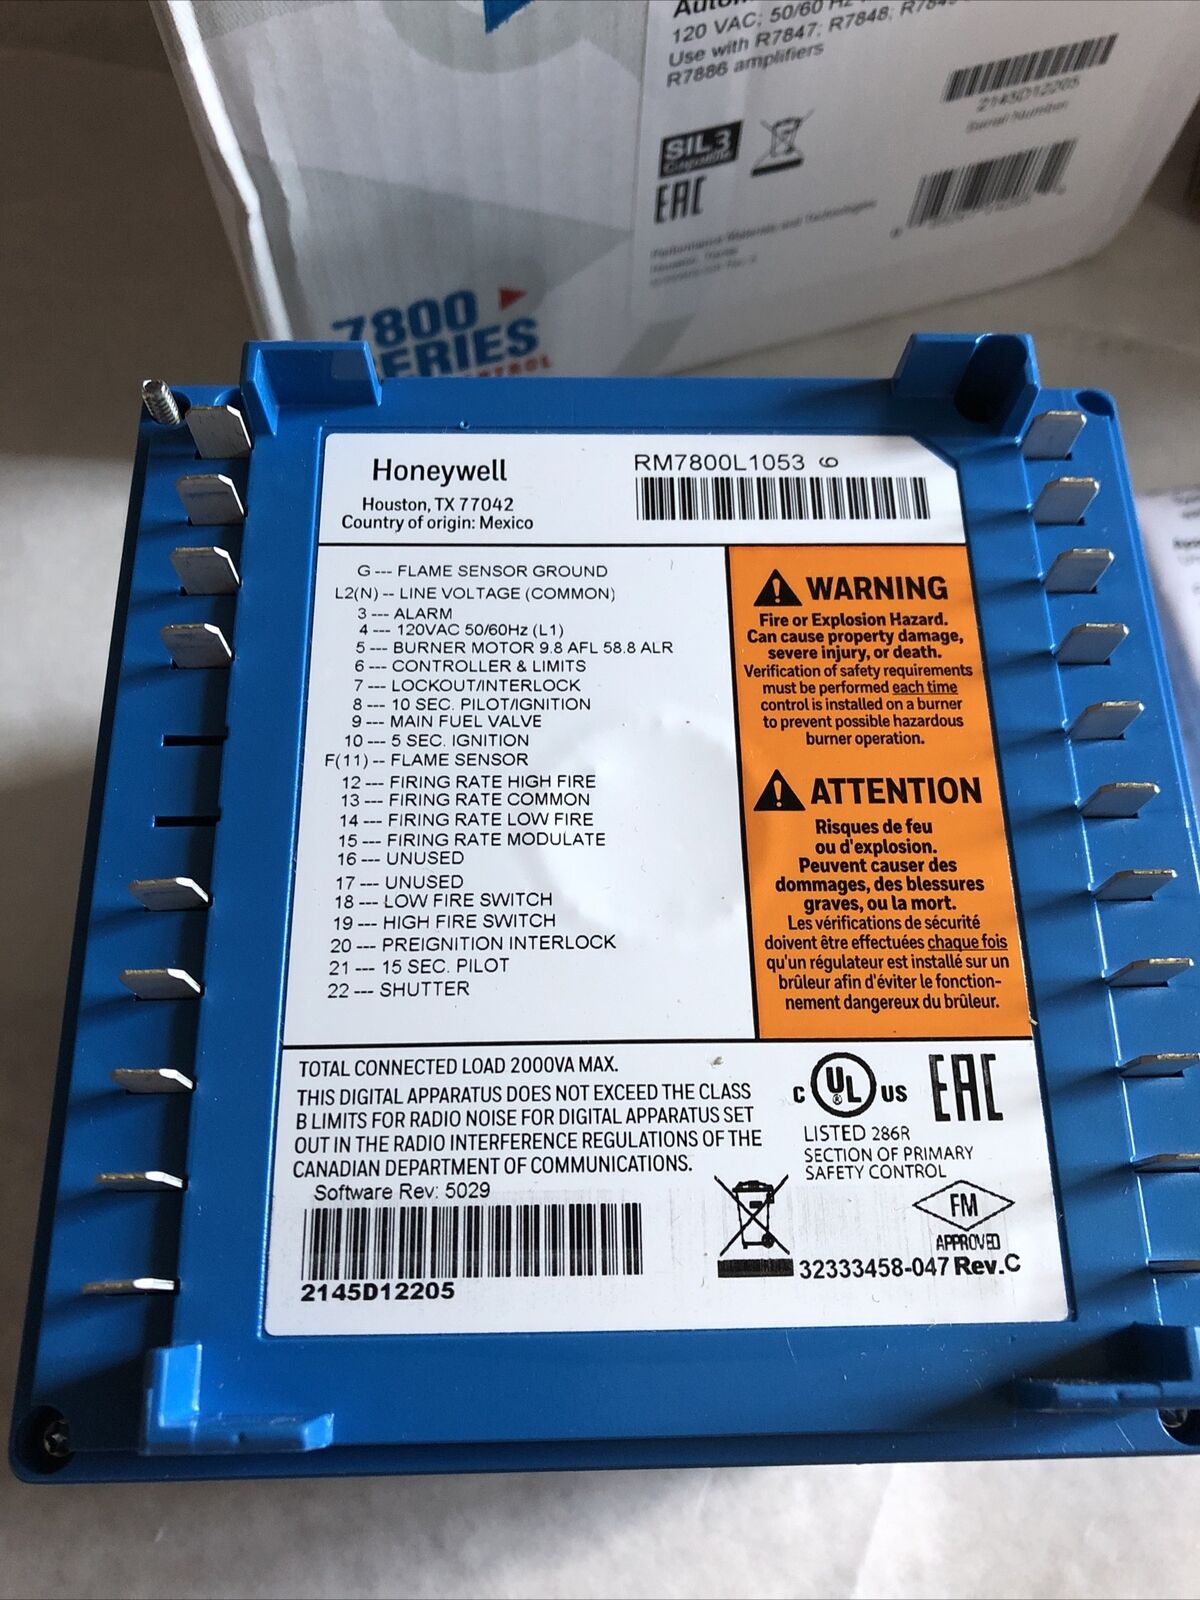 120 VAC; 50/60 Hz
Use with R7847; R7848;
R7886 amplifiers
2145D12205
Serial Number
SIL 3
Capable
EAC
Performance Materials and Technologies
7800
SERIES
Honeywell
Houston, TX 77042
Country of origin: Mexico
RM7800L1053 6
G --- FLAME SENSOR GROUND
L2(N) -- LINE VOLTAGE (COMMON)
3 --- ALARM
4 --- 120VAC 50/60Hz (L1)
5 --- BURNER MOTOR 9.8 AFL 58.8 ALR
6 --- CONTROLLER & LIMITS
7 --- LOCKOUT/INTERLOCK
8 --- 10 SEC. PILOT/IGNITION
9 --- MAIN FUEL VALVE
10 --- 5 SEC. IGNITION
F(11) -- FLAME SENSOR
12 --- FIRING RATE HIGH FIRE
13 --- FIRING RATE COMMON
14 --- FIRING RATE LOW FIRE
15 --- FIRING RATE MODULATE
16 --- UNUSED
17 --- UNUSED
18 --- LOW FIRE SWITCH
19 --- HIGH FIRE SWITCH
20 --- PREIGNITION INTERLOCK
21 --- 15 SEC. PILOT
22 --- SHUTTER
WARNING
Fire or Explosion Hazard.
Can cause property damage,
severe injury, or death.
Verification of safety requirements
must be performed each time
control is installed on a burner
to prevent possible hazardous
burner operation.
ATTENTION
Risques de feu
ou d'explosion.
Peuvent causer des
dommages, des blessures
graves, ou la mort.
Les vérifications de sécurité
doivent être effectuées chaque fois
qu'un régulateur est installé sur un
brûleur afin d'éviter le fonction-
nement dangereux du brûleur.
TOTAL CONNECTED LOAD 2000VA MAX.
THIS DIGITAL APPARATUS DOES NOT EXCEED THE CLASS
B LIMITS FOR RADIO NOISE FOR DIGITAL APPARATUS SET
OUT IN THE RADIO INTERFERENCE REGULATIONS OF THE
CANADIAN DEPARTMENT OF COMMUNICATIONS.
Software Rev: 5029
2145D12205
C UL ® US EAC
LISTED 286R
SECTION OF PRIMARY
SAFETY CONTROL
FM
APPROVED
32333458-047 Rev.C